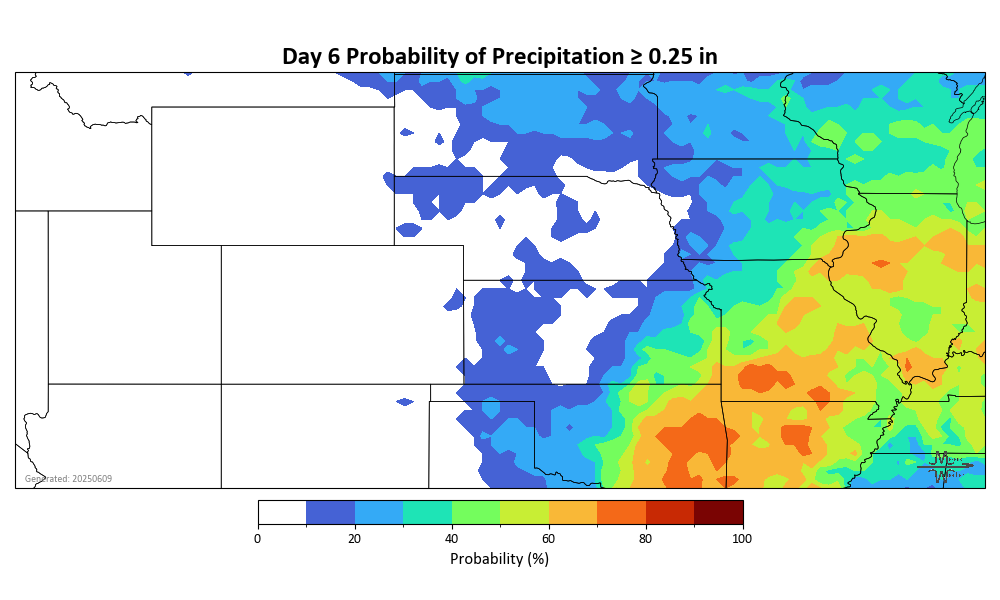 Day 6 Probability of Precipitation ≥ 0.25 in
Generated: 20250609
0 20 40 60 80 100
Probability (%)